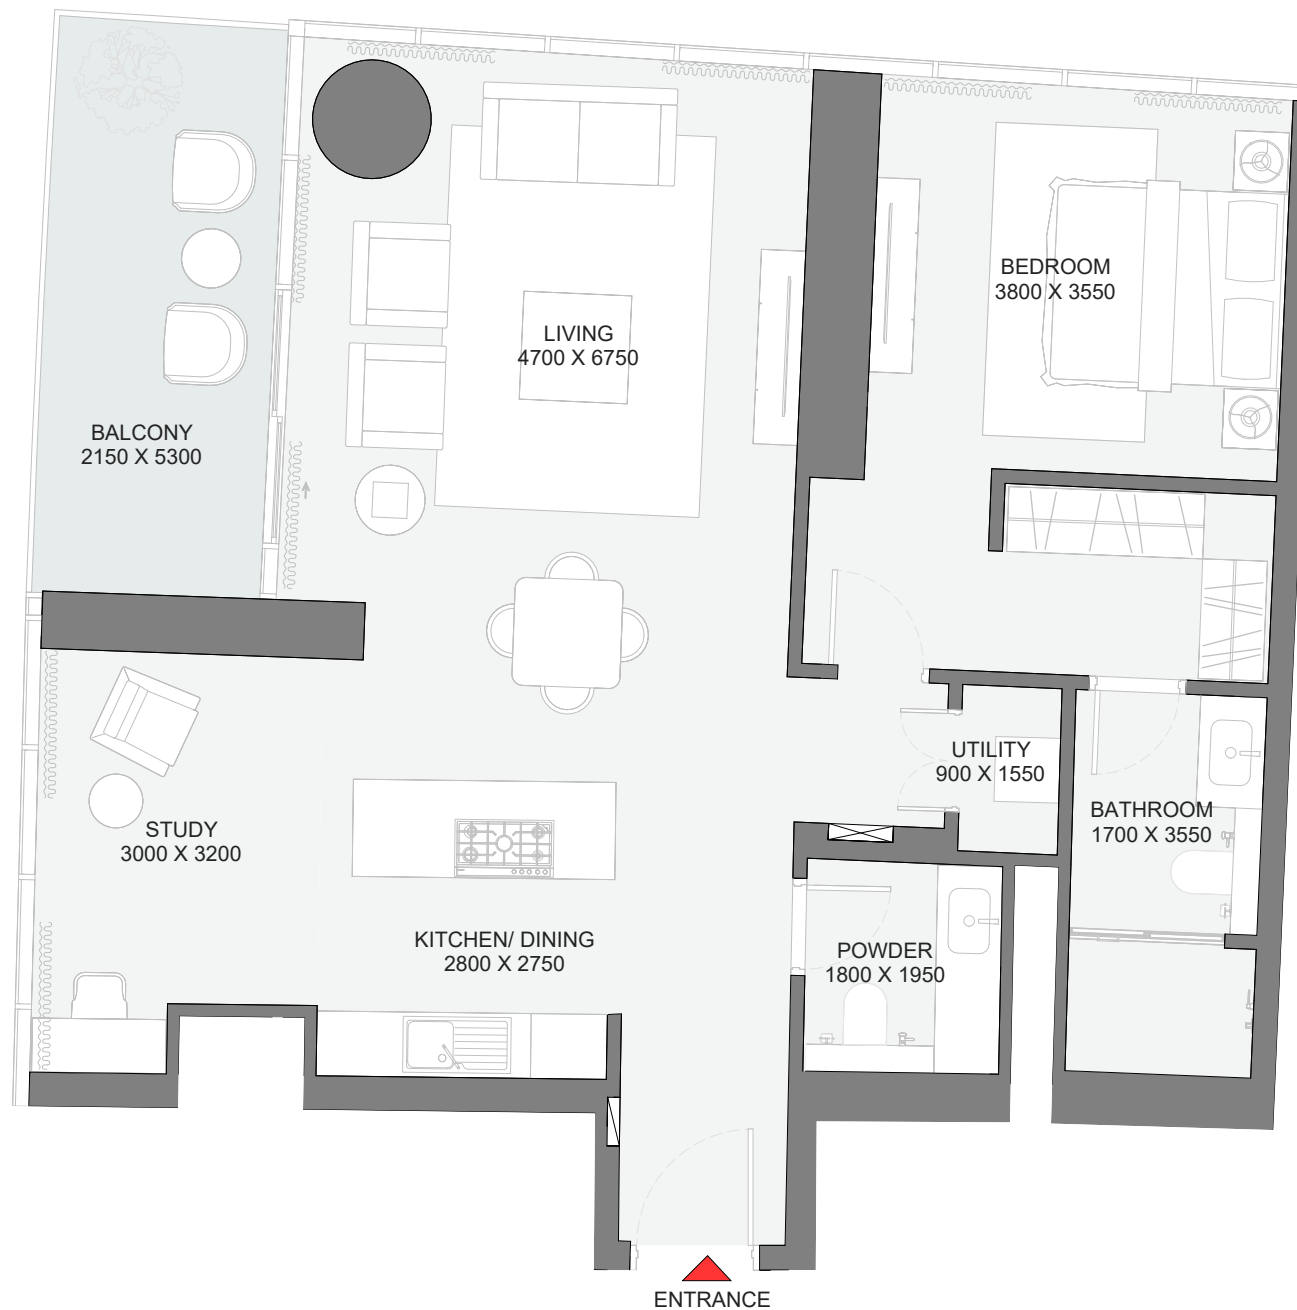 BEDROOM
3800 X 3550
LIVING
4700 X 6750
BALCONY
2150 X 5300
UTILITY
900 X 1550
BATHROOM
1700 X 3550
STUDY
3000 X 3200
KITCHEN/ DINING
2800 X 2750
POWDER
1800 X 1950
ENTRANCE